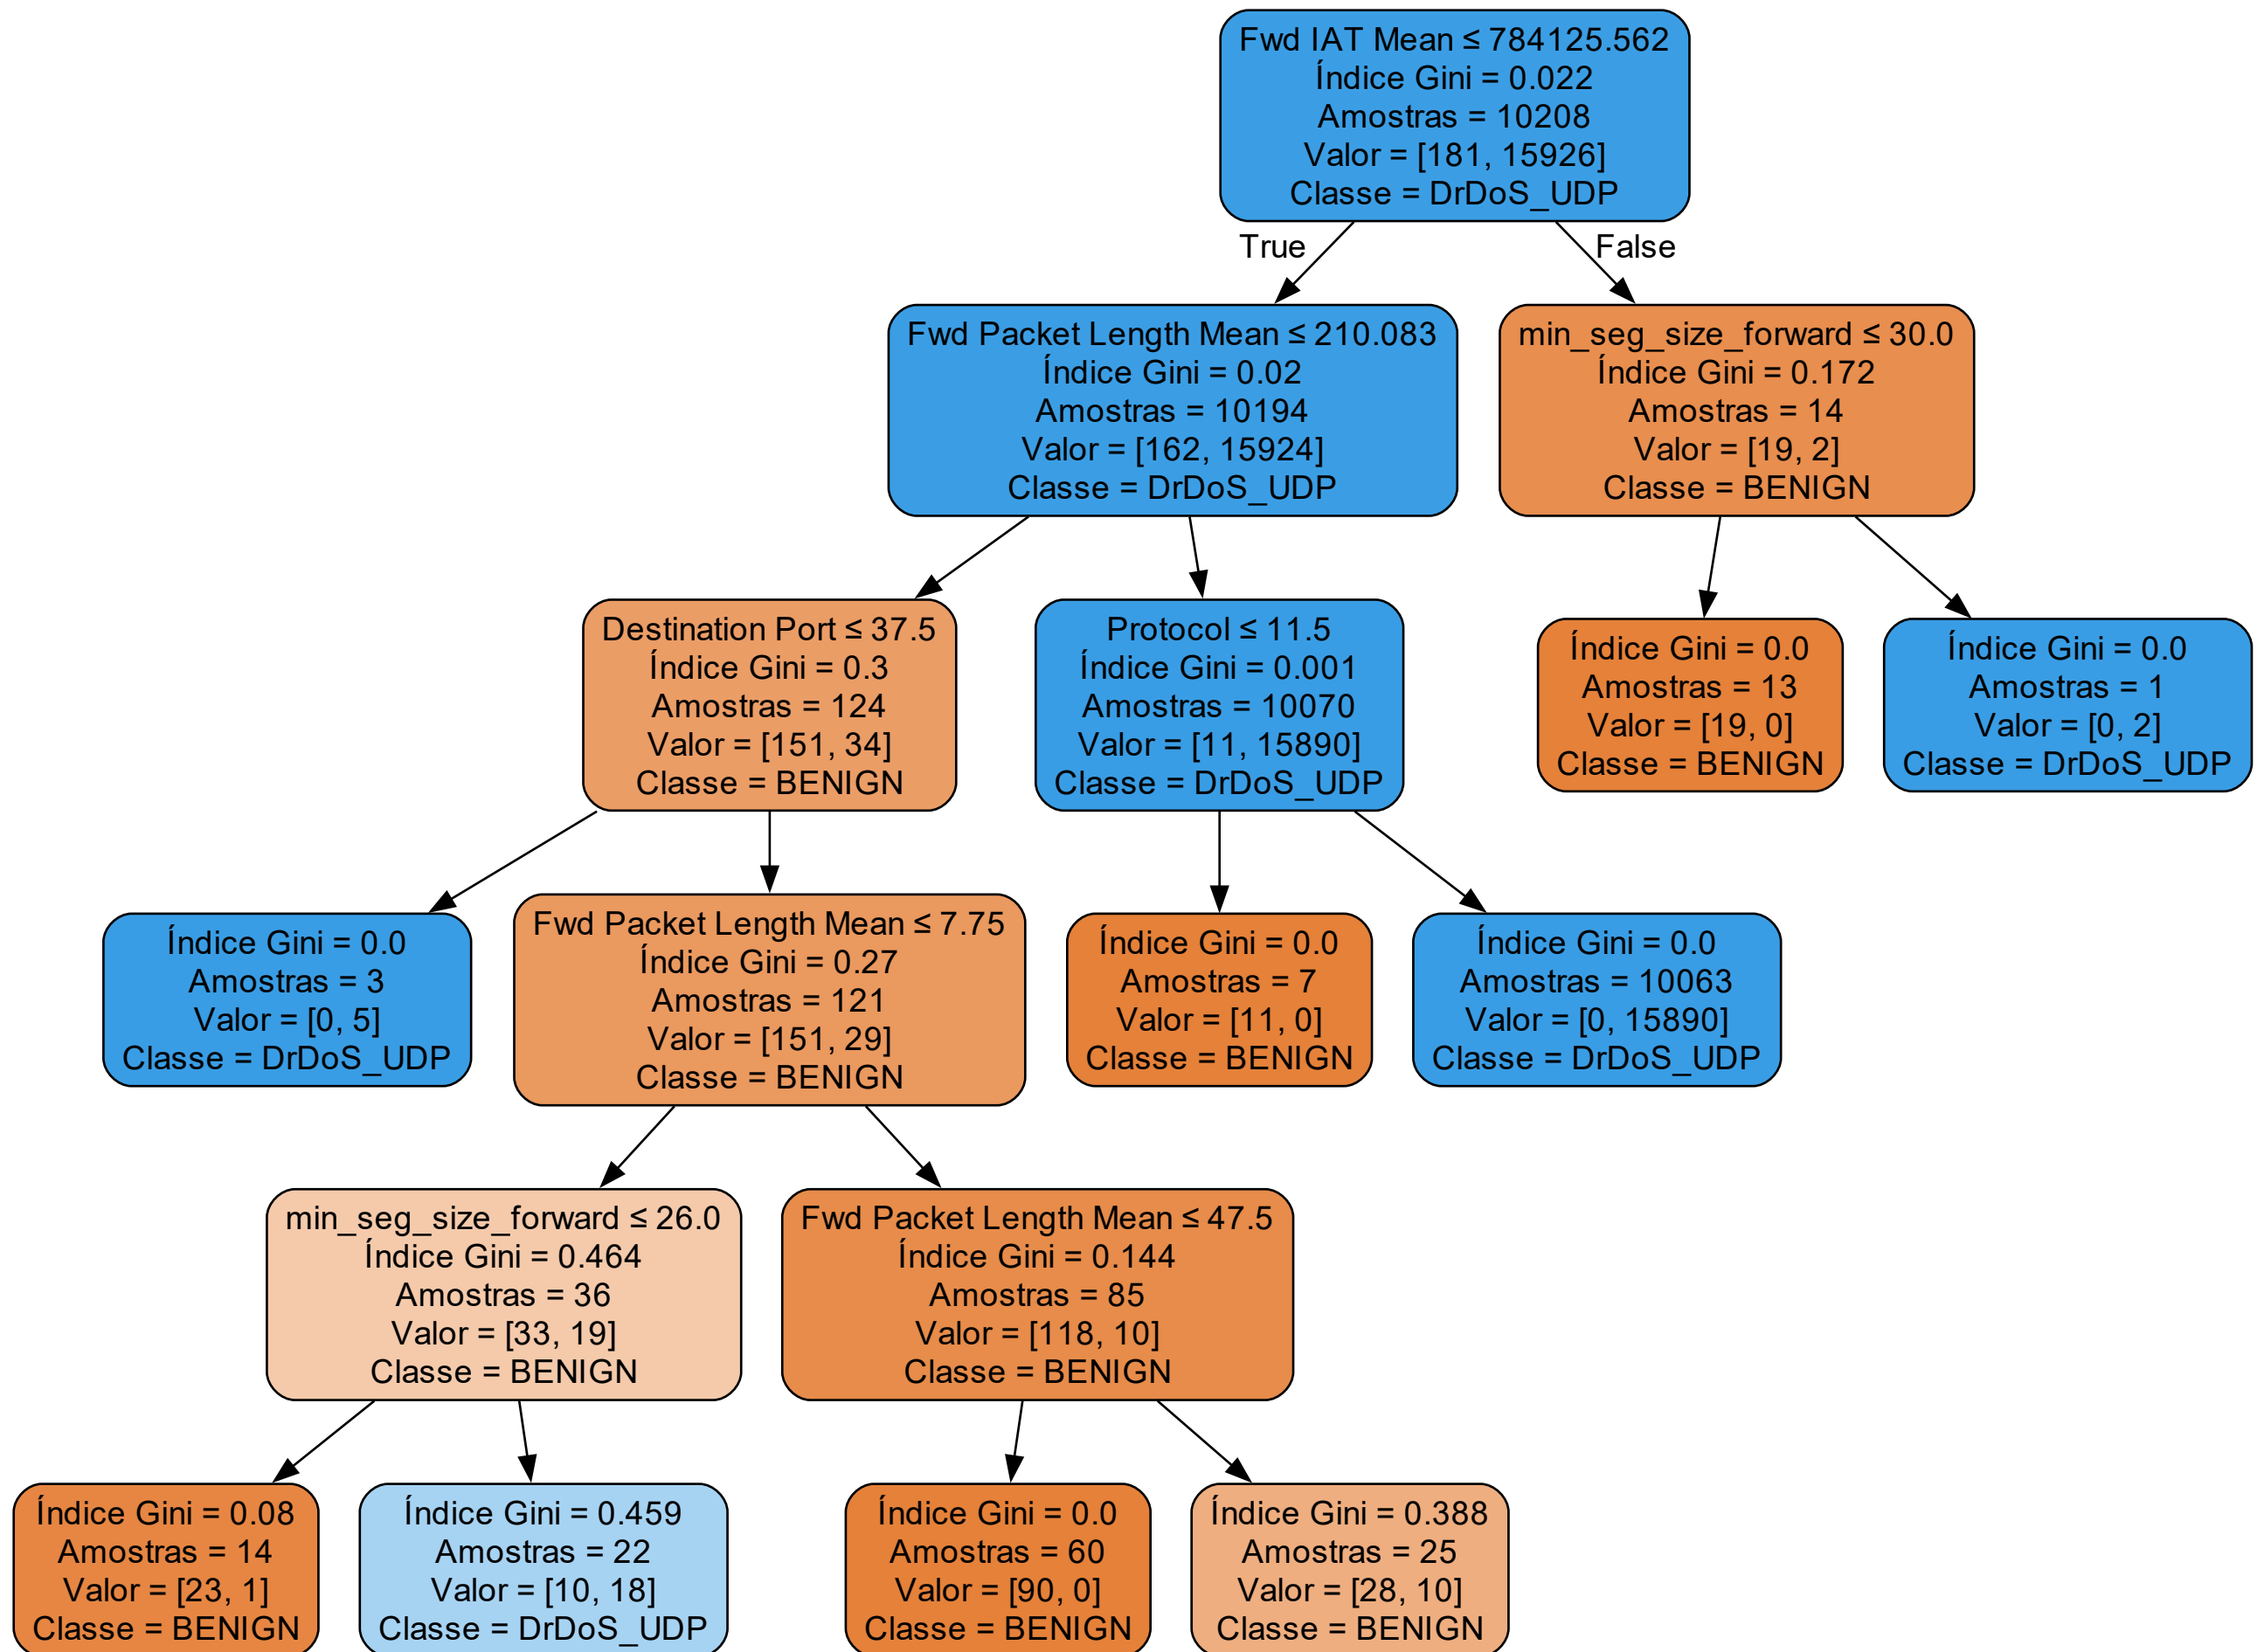 Fwd IAT Mean ≤ 784125.562
Índice Gini = 0.022
Amostras = 10208
Valor = [181, 15926]
Classe = DrDoS_UDP
True
False
Fwd Packet Length Mean ≤ 210.083
Índice Gini = 0.02
Amostras = 10194
Valor = [162, 15924]
Classe = DrDoS_UDP
min_seg_size_forward ≤ 30.0
Índice Gini = 0.172
Amostras = 14
Valor = [19, 2]
Classe = BENIGN
Destination Port ≤ 37.5
Índice Gini = 0.3
Amostras = 124
Valor = [151, 34]
Classe = BENIGN
Protocol ≤ 11.5
Índice Gini = 0.001
Amostras = 10070
Valor = [11, 15890]
Classe = DrDoS_UDP
Índice Gini = 0.0
Amostras = 13
Valor = [19, 0]
Classe = BENIGN
Índice Gini = 0.0
Amostras = 1
Valor = [0, 2]
Classe = DrDoS_UDP
Índice Gini = 0.0
Amostras = 3
Valor = [0, 5]
Classe = DrDoS_UDP
Fwd Packet Length Mean ≤ 7.75
Índice Gini = 0.27
Amostras = 121
Valor = [151, 29]
Classe = BENIGN
Índice Gini = 0.0
Amostras = 7
Valor = [11, 0]
Classe = BENIGN
Índice Gini = 0.0
Amostras = 10063
Valor = [0, 15890]
Classe = DrDoS_UDP
min_seg_size_forward ≤ 26.0
Índice Gini = 0.464
Amostras = 36
Valor = [33, 19]
Classe = BENIGN
Fwd Packet Length Mean ≤ 47.5
Índice Gini = 0.144
Amostras = 85
Valor = [118, 10]
Classe = BENIGN
Índice Gini = 0.08
Amostras = 14
Valor = [23, 1]
Classe = BENIGN
Índice Gini = 0.459
Amostras = 22
Valor = [10, 18]
Classe = DrDoS_UDP
Índice Gini = 0.0
Amostras = 60
Valor = [90, 0]
Classe = BENIGN
Índice Gini = 0.388
Amostras = 25
Valor = [28, 10]
Classe = BENIGN